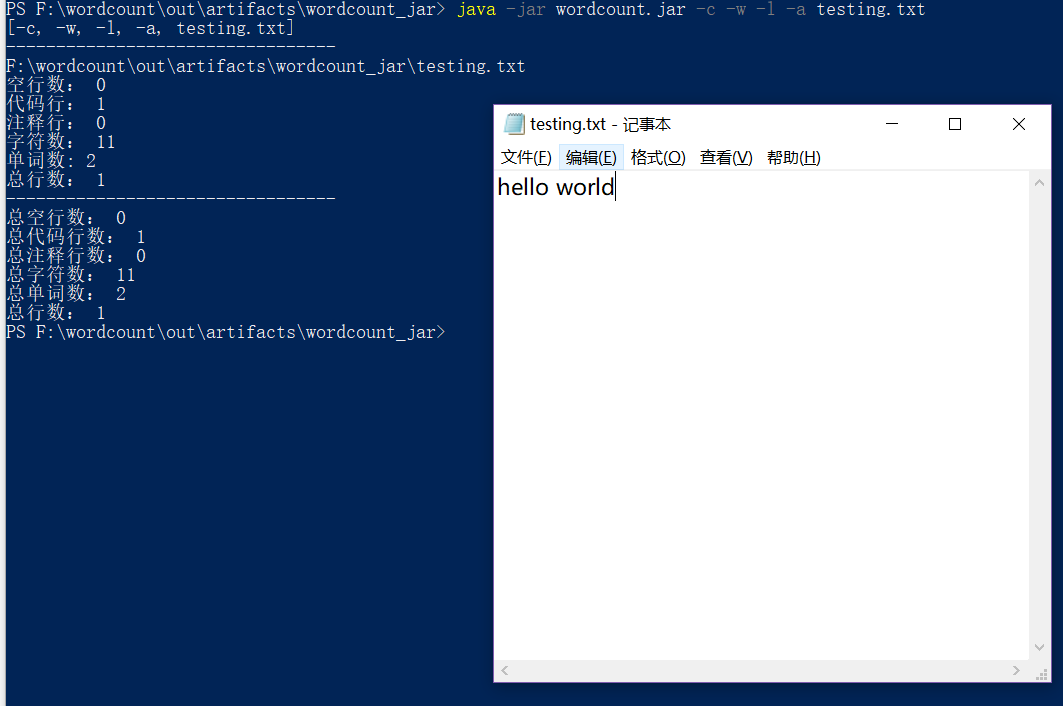 PS F:\wordcount\out\artifacts\wordcount_jar> java -jar wordcount.jar -c -w -l -a testing.txt
[-c, -w, -l, -a, testing.txt]
---------------------------------
F:\wordcount\out\artifacts\wordcount_jar\testing.txt
空行数： 0
代码行： 1
注释行： 0
字符数： 11
单词数: 2
总行数： 1
---------------------------------
总空行数： 0
总代码行数： 1
总注释行数： 0
总字符数： 11
总单词数： 2
总行数： 1
PS F:\wordcount\out\artifacts\wordcount_jar>
testing.txt - 记事本
文件(F) 编辑(E) 格式(O) 查看(V) 帮助(H)
hello world